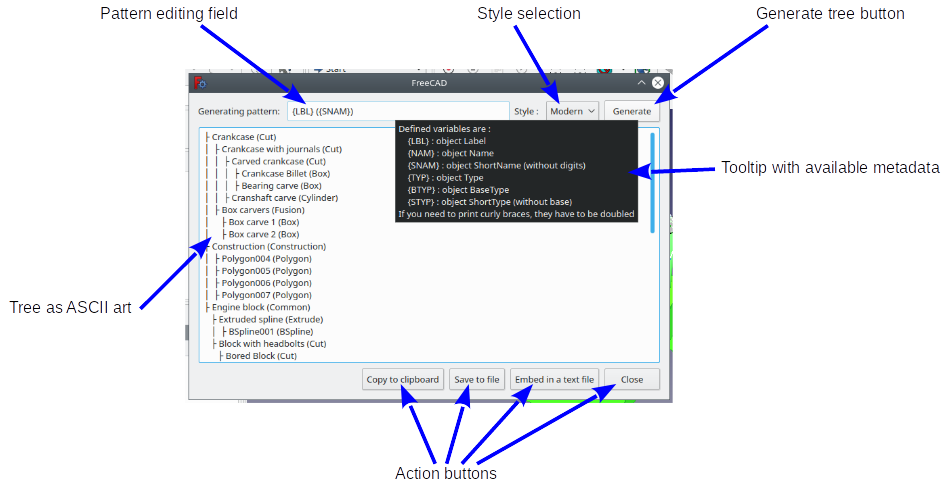 Pattern editing field
Style selection
Generate tree button
Start
FreeCAD
Generating pattern: {LBL} ({SNAM}) Style : Modern Generate
Defined variables are :
{LBL} : object Label
{NAM} : object Name
{SNAM} : object ShortName (without digits)
{TYP} : object Type
{BTYP} : object BaseType
{STYP} : object ShortType (without base)
If you need to print curly braces, they have to be doubled
Tooltip with available metadada
Crankcase (Cut)
Crankcase with journals (Cut)
Carved crankcase (Cut)
Crankcase Billet (Box)
Bearing carve (Box)
Crankshaft carve (Cylinder)
Box carvers (Fusion)
Box carve 1 (Box)
Box carve 2 (Box)
Construction (Construction)
Polygon004 (Polygon)
Polygon005 (Polygon)
Polygon006 (Polygon)
Polygon007 (Polygon)
Engine block (Common)
Extruded spline (Extrude)
BSpline001 (BSpline)
Block with headbolts (Cut)
Bored Block (Cut)
Tree as ASCII art
Copy to clipboard Save to file Embed in a text file Close
Action buttons